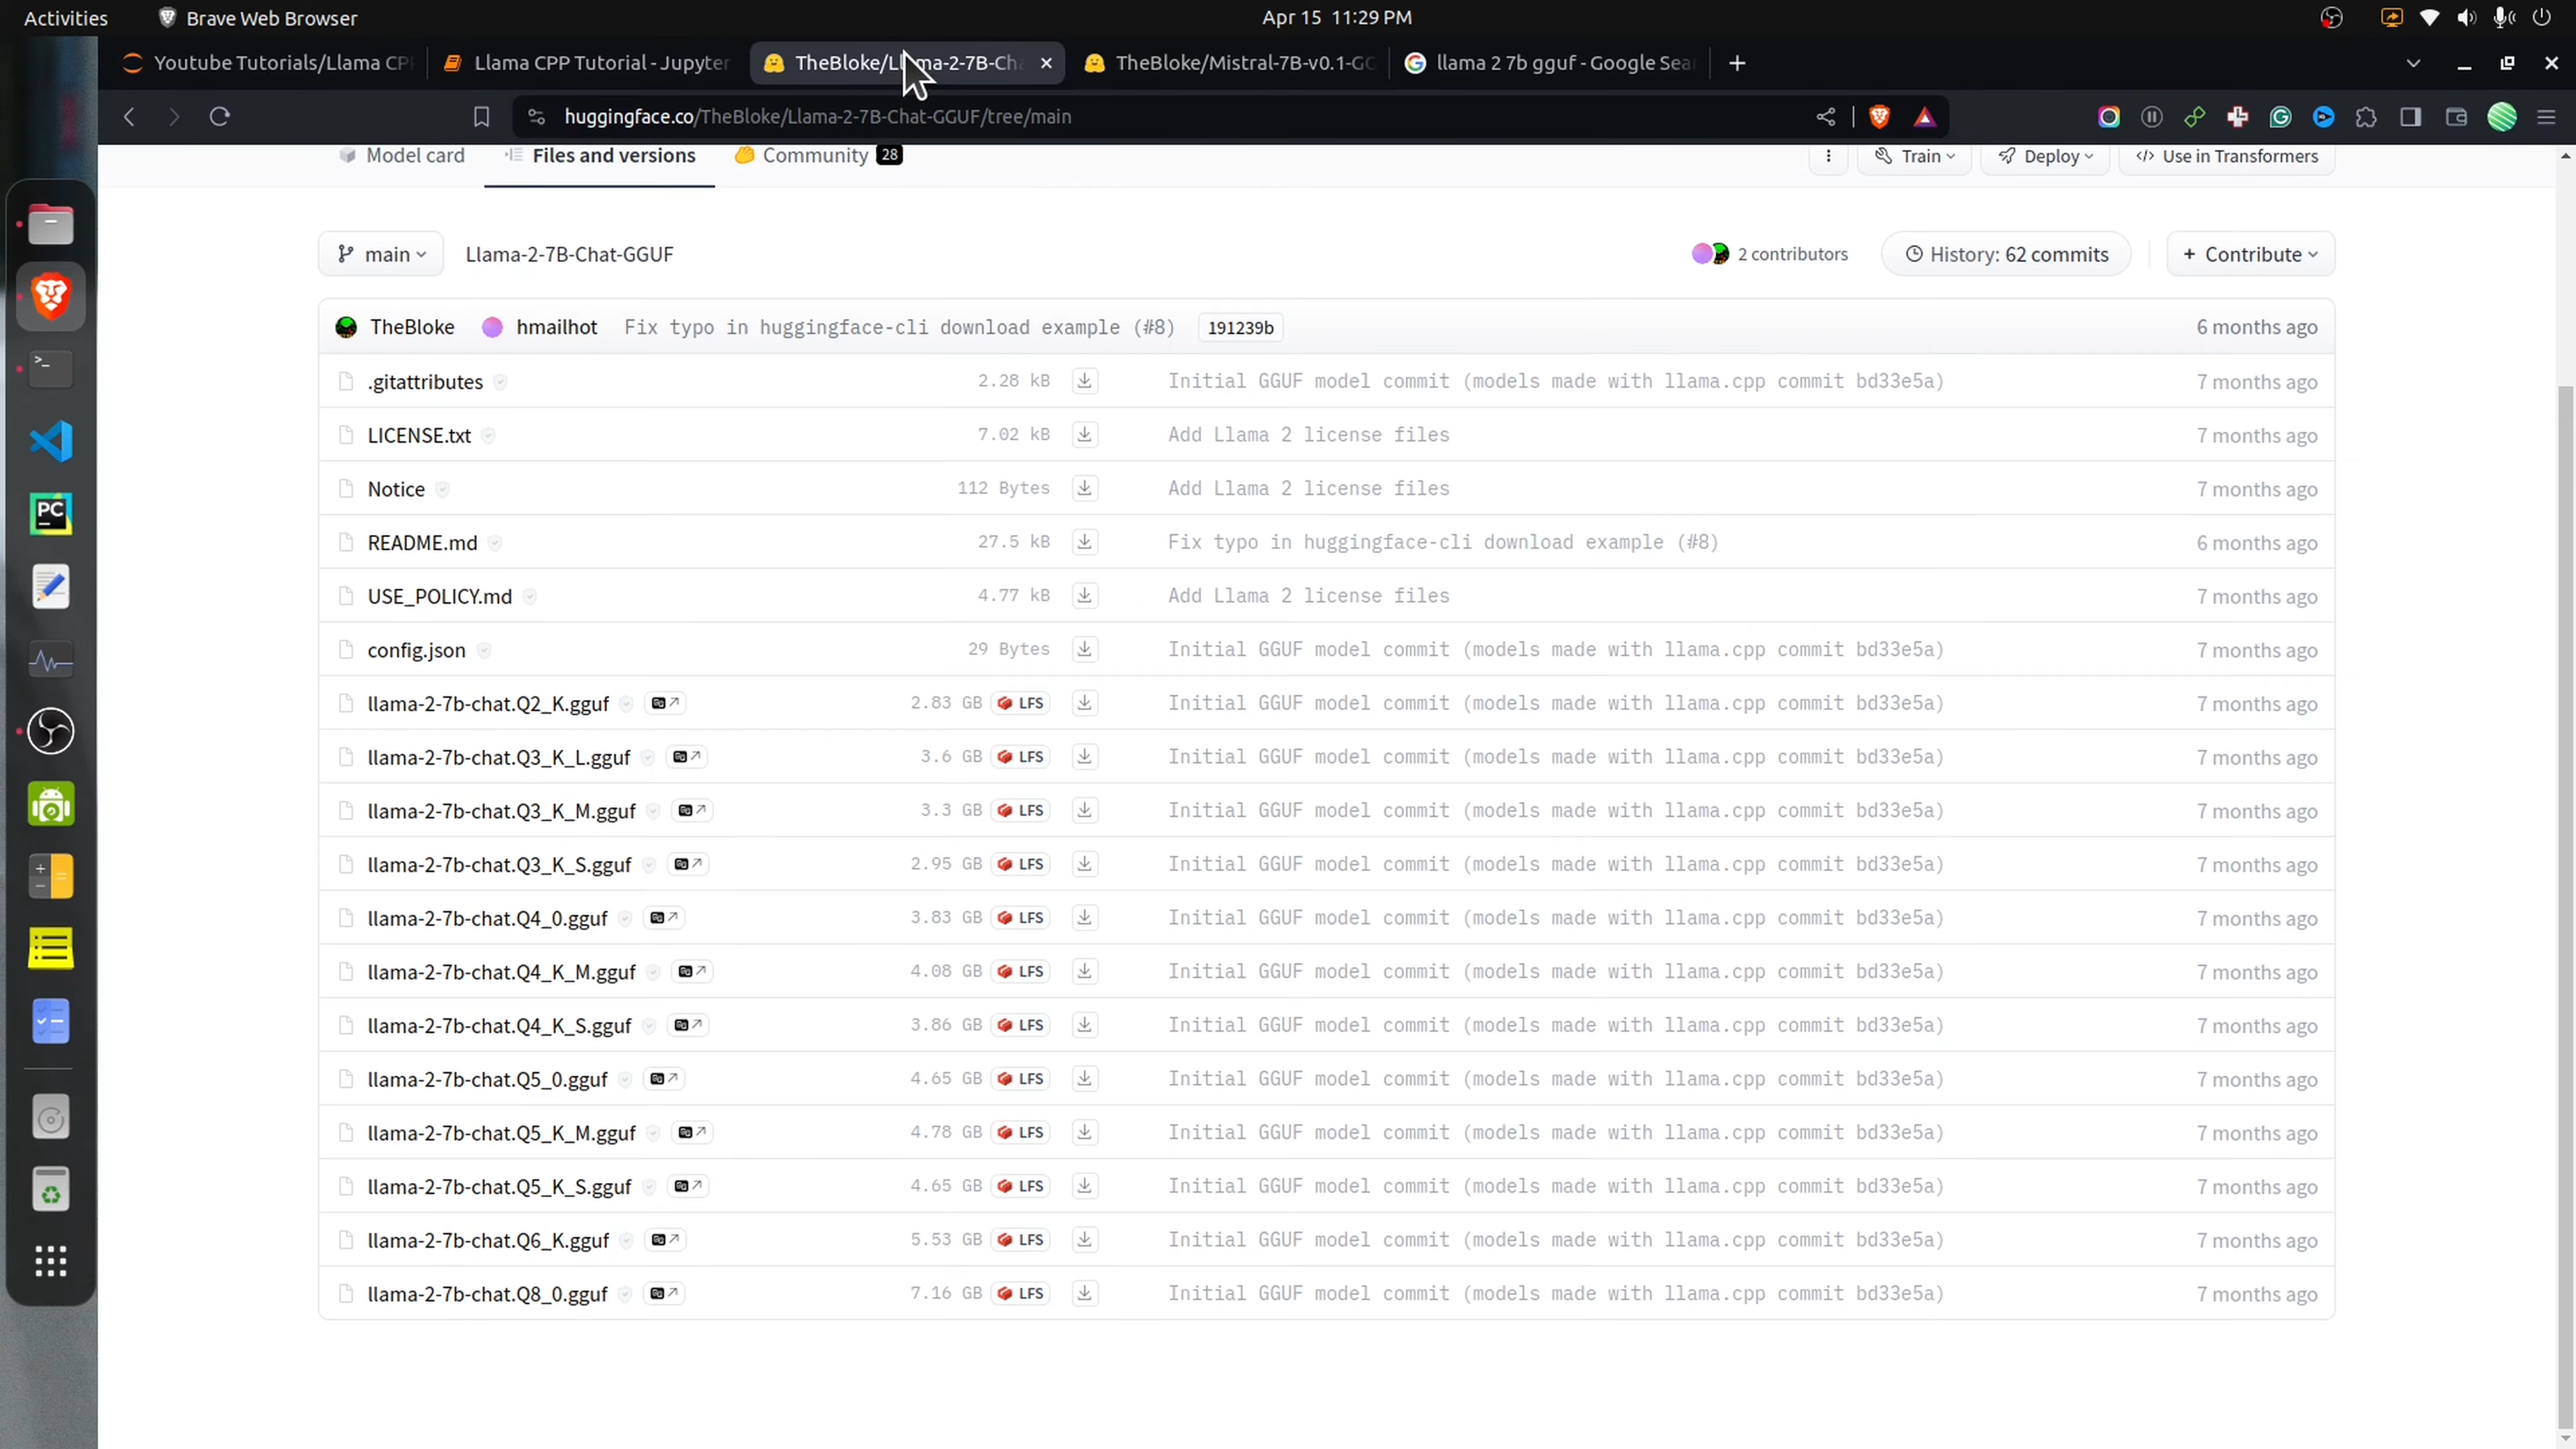 Activities Brave Web Browser Apr 15 11:29 PM
Youtube Tutorials/Llama CP Llama CPP Tutorial - Jupyter TheBloke/Llama-2-7B-Cha TheBloke/Mistral-7B-v0.1-GG llama 2 7b gguf - Google Sear
huggingface.co/TheBloke/Llama-2-7B-Chat-GGUF/tree/main
Model card Files and versions Community 28 Train Deploy Use in Transformers
main Llama-2-7B-Chat-GGUF 2 contributors History: 62 commits + Contribute
TheBloke hmailhot Fix typo in huggingface-cli download example (#8) 191239b 6 months ago
.gitattributes 2.28 kB Initial GGUF model commit (models made with llama.cpp commit bd33e5a) 7 months ago
LICENSE.txt 7.02 kB Add Llama 2 license files 7 months ago
Notice 112 Bytes Add Llama 2 license files 7 months ago
README.md 27.5 kB Fix typo in huggingface-cli download example (#8) 6 months ago
USE_POLICY.md 4.77 kB Add Llama 2 license files 7 months ago
config.json 29 Bytes Initial GGUF model commit (models made with llama.cpp commit bd33e5a) 7 months ago
llama-2-7b-chat.Q2_K.gguf 2.83 GB LFS Initial GGUF model commit (models made with llama.cpp commit bd33e5a) 7 months ago
llama-2-7b-chat.Q3_K_L.gguf 3.6 GB LFS Initial GGUF model commit (models made with llama.cpp commit bd33e5a) 7 months ago
llama-2-7b-chat.Q3_K_M.gguf 3.3 GB LFS Initial GGUF model commit (models made with llama.cpp commit bd33e5a) 7 months ago
llama-2-7b-chat.Q3_K_S.gguf 2.95 GB LFS Initial GGUF model commit (models made with llama.cpp commit bd33e5a) 7 months ago
llama-2-7b-chat.Q4_0.gguf 3.83 GB LFS Initial GGUF model commit (models made with llama.cpp commit bd33e5a) 7 months ago
llama-2-7b-chat.Q4_K_M.gguf 4.08 GB LFS Initial GGUF model commit (models made with llama.cpp commit bd33e5a) 7 months ago
llama-2-7b-chat.Q4_K_S.gguf 3.86 GB LFS Initial GGUF model commit (models made with llama.cpp commit bd33e5a) 7 months ago
llama-2-7b-chat.Q5_0.gguf 4.65 GB LFS Initial GGUF model commit (models made with llama.cpp commit bd33e5a) 7 months ago
llama-2-7b-chat.Q5_K_M.gguf 4.78 GB LFS Initial GGUF model commit (models made with llama.cpp commit bd33e5a) 7 months ago
llama-2-7b-chat.Q5_K_S.gguf 4.65 GB LFS Initial GGUF model commit (models made with llama.cpp commit bd33e5a) 7 months ago
llama-2-7b-chat.Q6_K.gguf 5.53 GB LFS Initial GGUF model commit (models made with llama.cpp commit bd33e5a) 7 months ago
llama-2-7b-chat.Q8_0.gguf 7.16 GB LFS Initial GGUF model commit (models made with llama.cpp commit bd33e5a) 7 months ago
PC